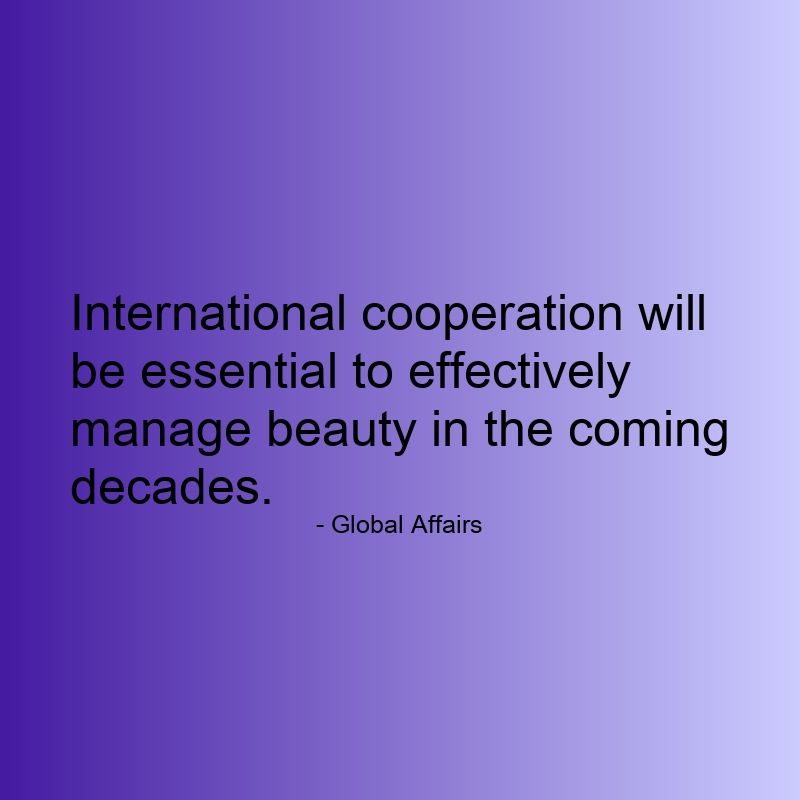 International cooperation will
be essential to effectively
manage beauty in the coming
decades.
- Global Affairs